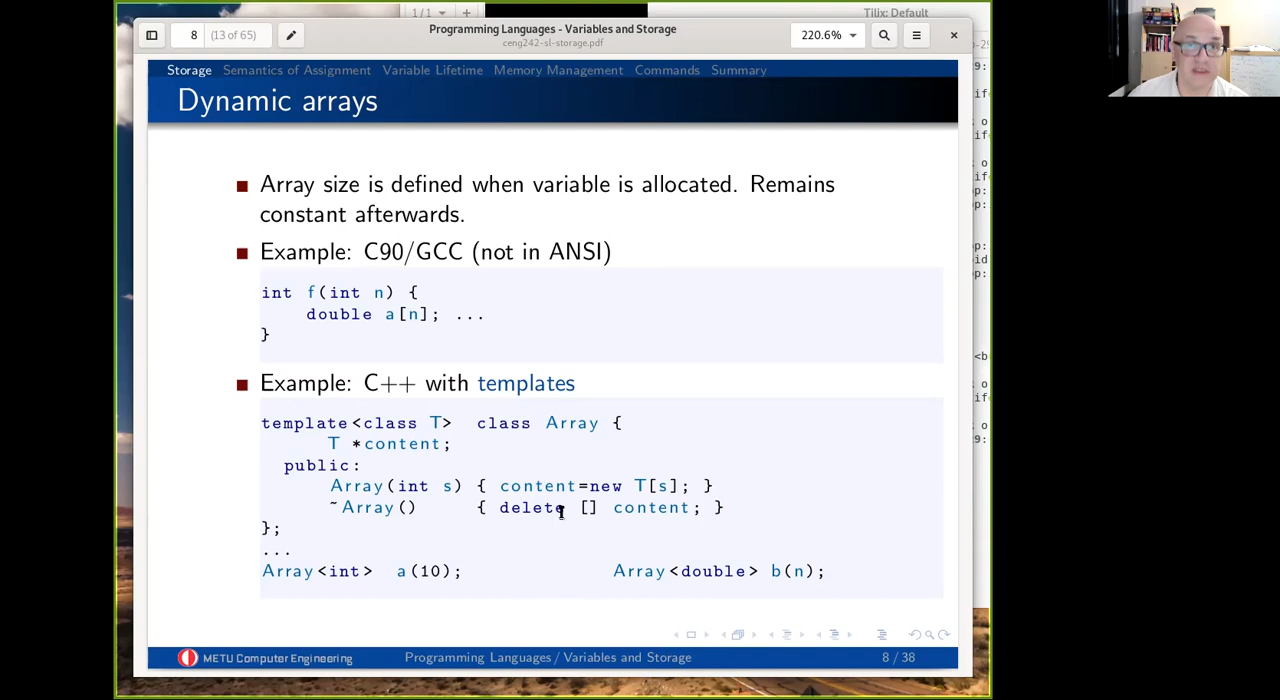 1/1
Tilix: Default
8 (13 of 65)
Programming Languages - Variables and Storage
ceng242-sl-storage.pdf
220.6%
Storage Semantics of Assignment Variable Lifetime Memory Management Commands Summary
Dynamic arrays
Array size is defined when variable is allocated. Remains
constant afterwards.
Example: C90/GCC (not in ANSI)
int f(int n) {
double a[n]; ...
}
Example: C++ with templates
template<class T> class Array {
T *content;
public:
Array(int s) { content=new T[s]; }
~Array() { delete [] content; }
};
...
Array<int> a(10); Array<double> b(n);
METU Computer Engineering Programming Languages/Variables and Storage 8 / 38